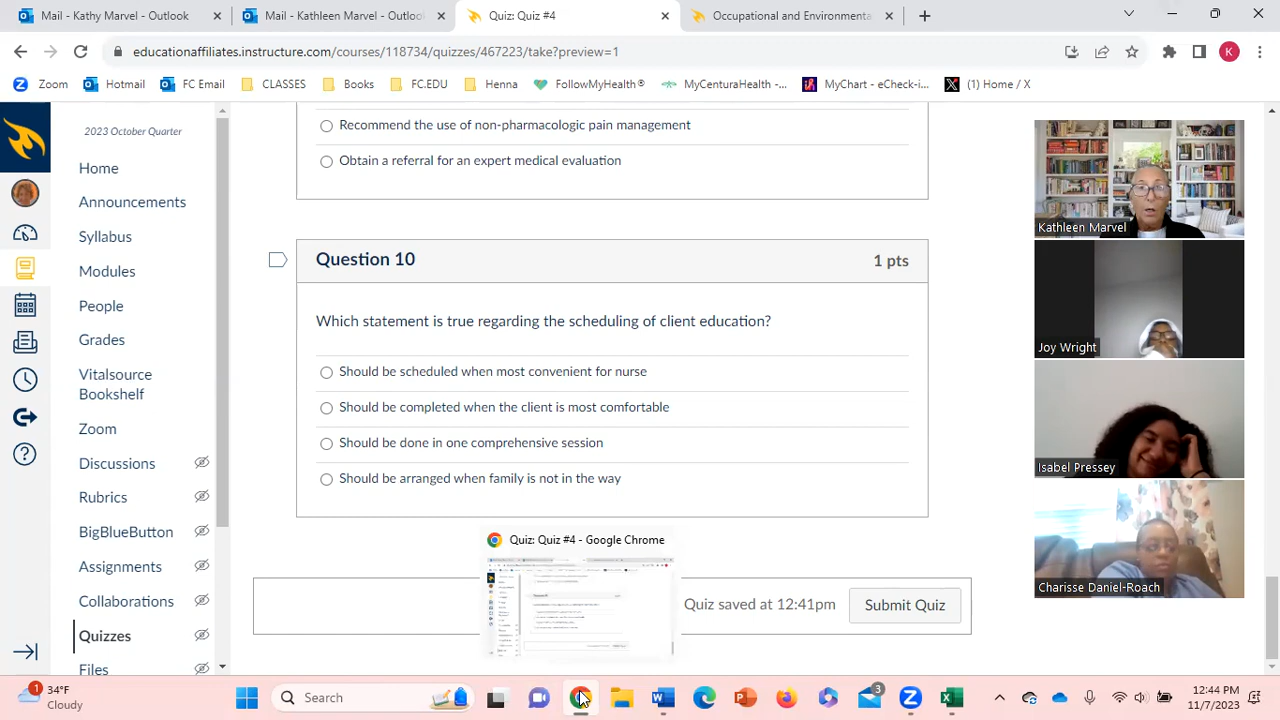 Mail - Kathleen Marvel - Outlook
Mail - Kathleen Marvel - Outlook
Quiz: Quiz #4
Occupational and Environmenta
educationaffiliates.instructure.com/courses/118734/quizzes/467223/take?preview=1
K
Zoom
Hotmail
FC Email
CLASSES
Books
FC.EDU
Henna
FollowMyHealth®
MyCenturaHealth -...
MyChart - eCheck-i...
(1) Home / X
2023 October Quarter
Home
Announcements
Syllabus
Modules
People
Grades
Vitalsource
Bookshelf
Zoom
Discussions
Rubrics
BigBlueButton
Assignments
Collaborations
Quizzes
Files
Recommend the use of non-pharmacologic pain management
Obtain a referral for an expert medical evaluation
Question 10
1 pts
Which statement is true regarding the scheduling of client education?
Should be scheduled when most convenient for nurse
Should be completed when the client is most comfortable
Should be done in one comprehensive session
Should be arranged when family is not in the way
Quiz: Quiz #4 - Google Chrome
Quiz saved at 12:41pm
Submit Quiz
Kathleen Marvel
Joy Wright
Isabel Pressey
Charisse Daniel-Roach
1
34°F
Cloudy
Search
3
12:44 PM
11/7/2023